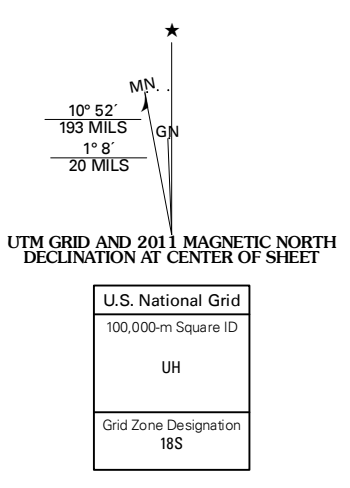 ★
MN
10° 52´
193 MILS
GN
1° 8´
20 MILS
UTM GRID AND 2011 MAGNETIC NORTH
DECLINATION AT CENTER OF SHEET
U.S. National Grid
100,000-m Square ID
UH
Grid Zone Designation
18S